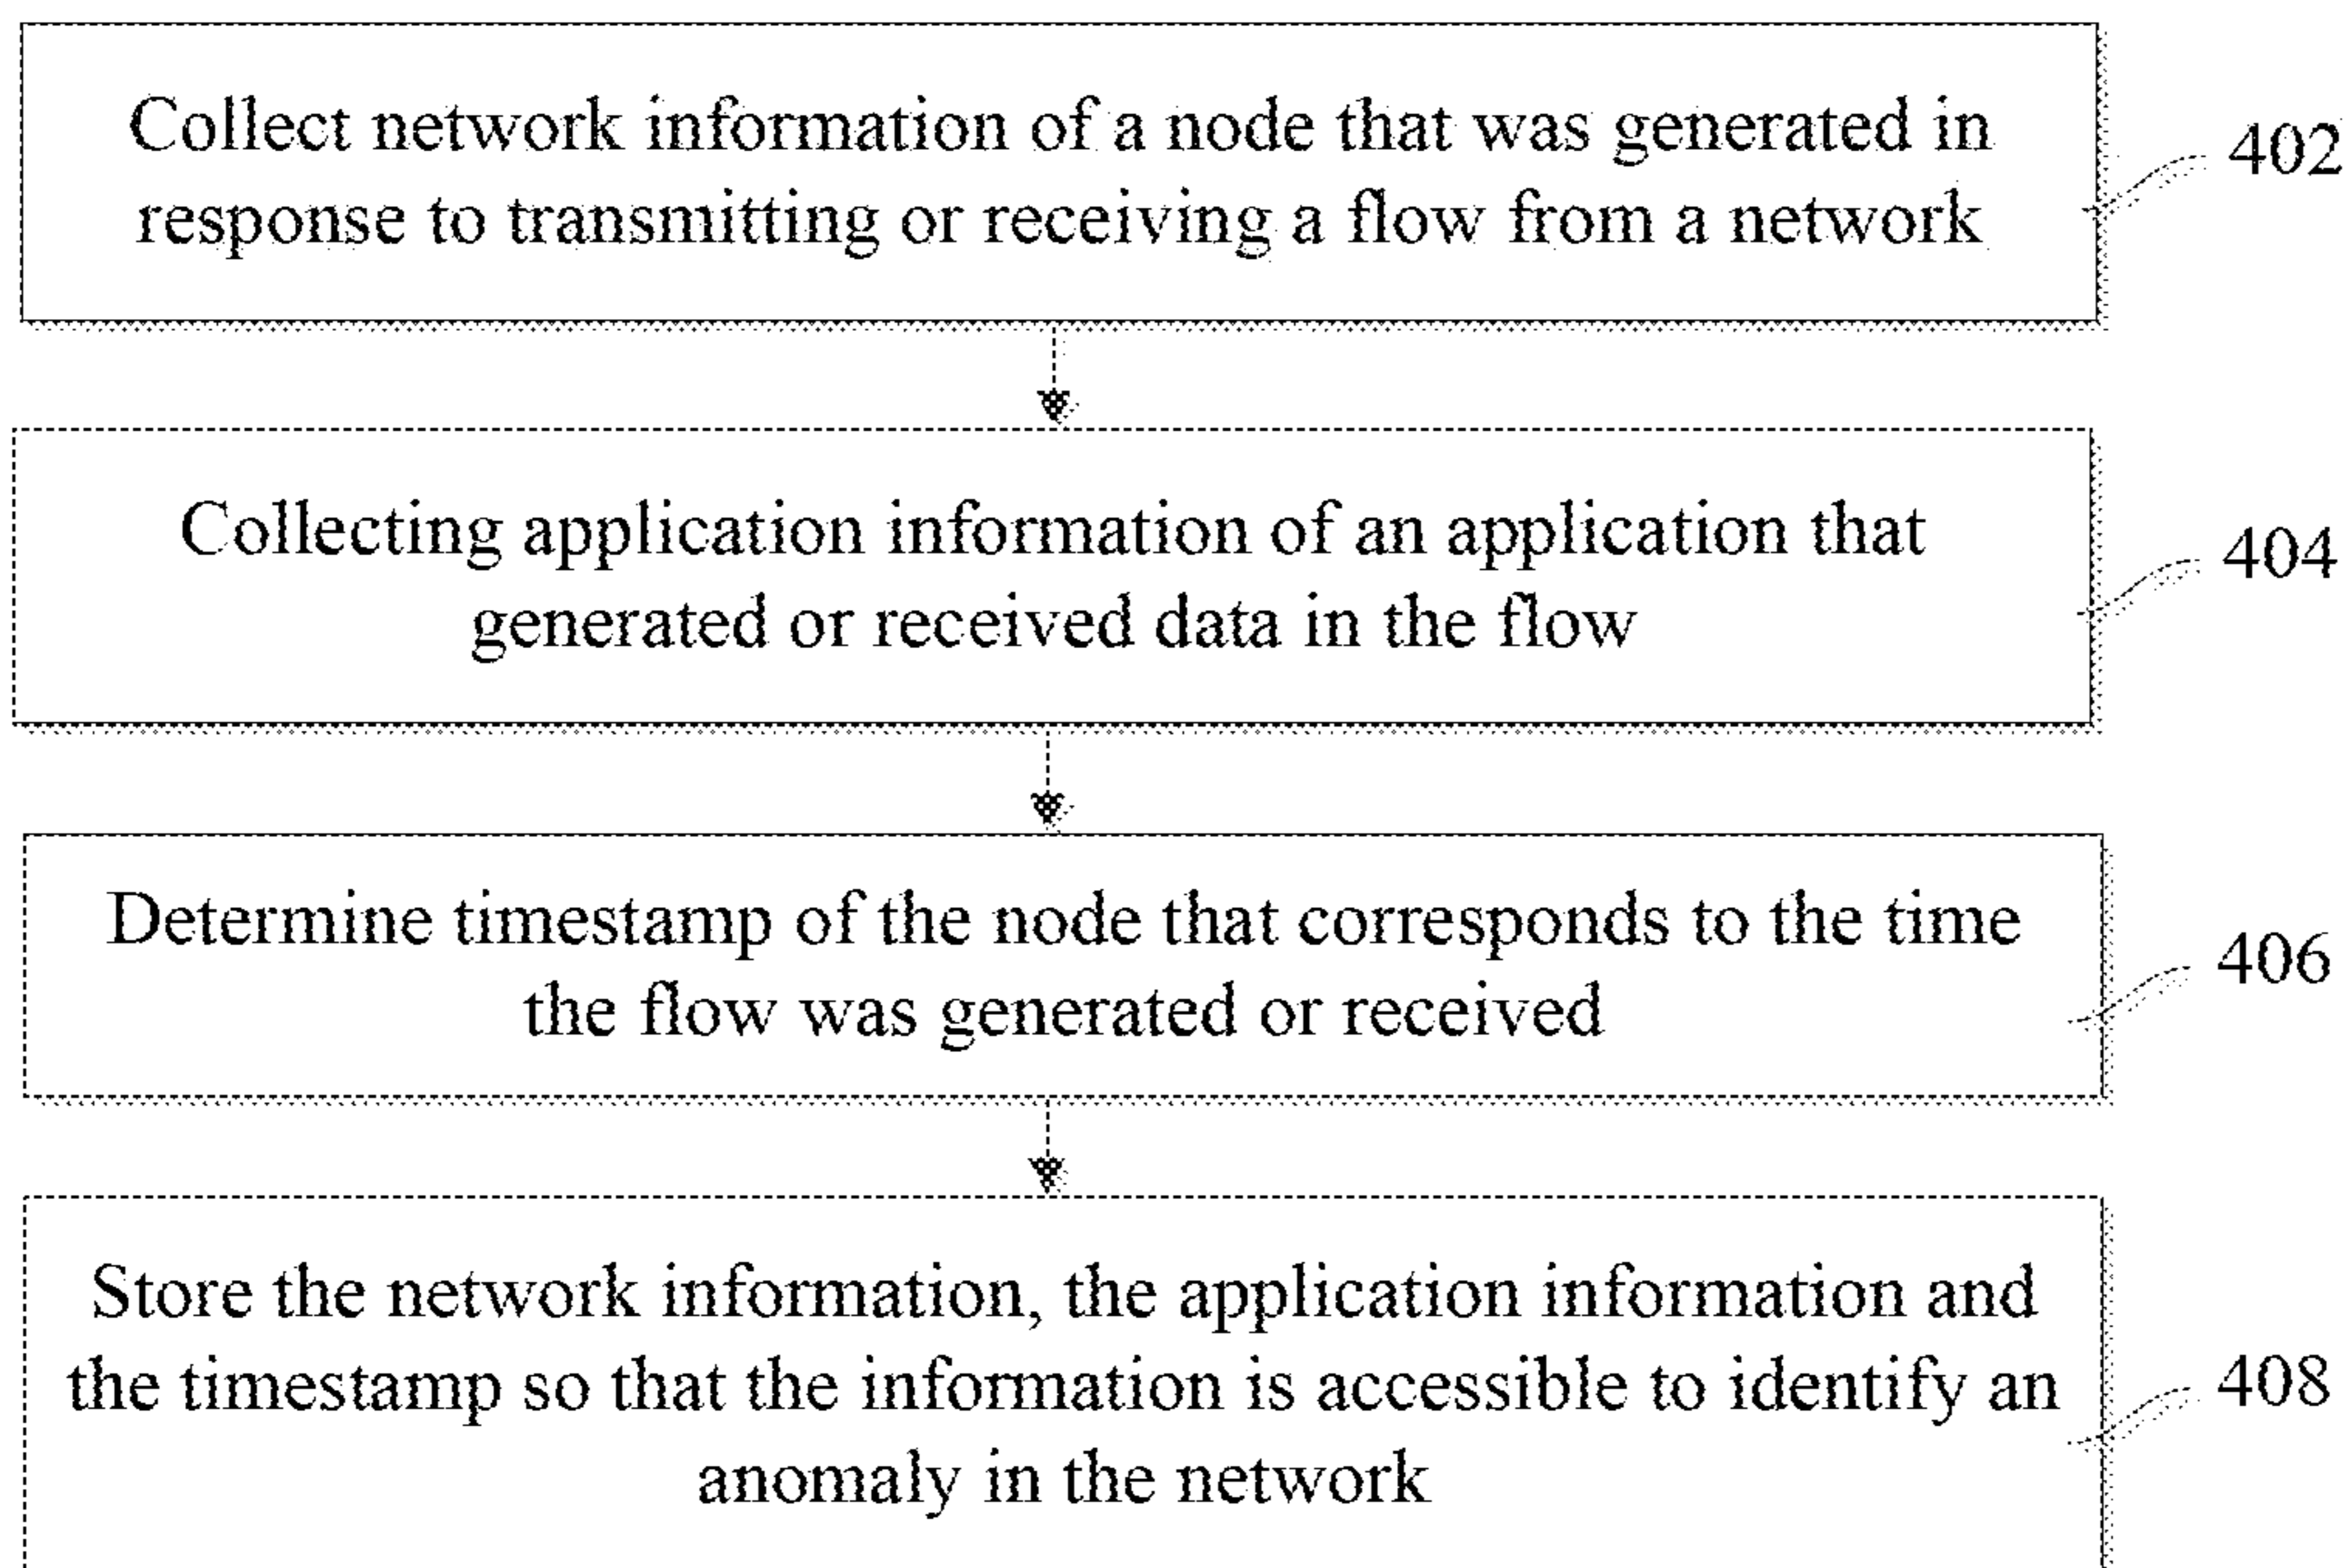 Collect network information of a node that was generated in
response to transmitting or receiving a flow from a network
402
Collecting application information of an application that
generated or received data in the flow
404
Determine timestamp of the node that corresponds to the time
the flow was generated or received
406
Store the network information, the application information and
the timestamp so that the information is accessible to identify an
anomaly in the network
408